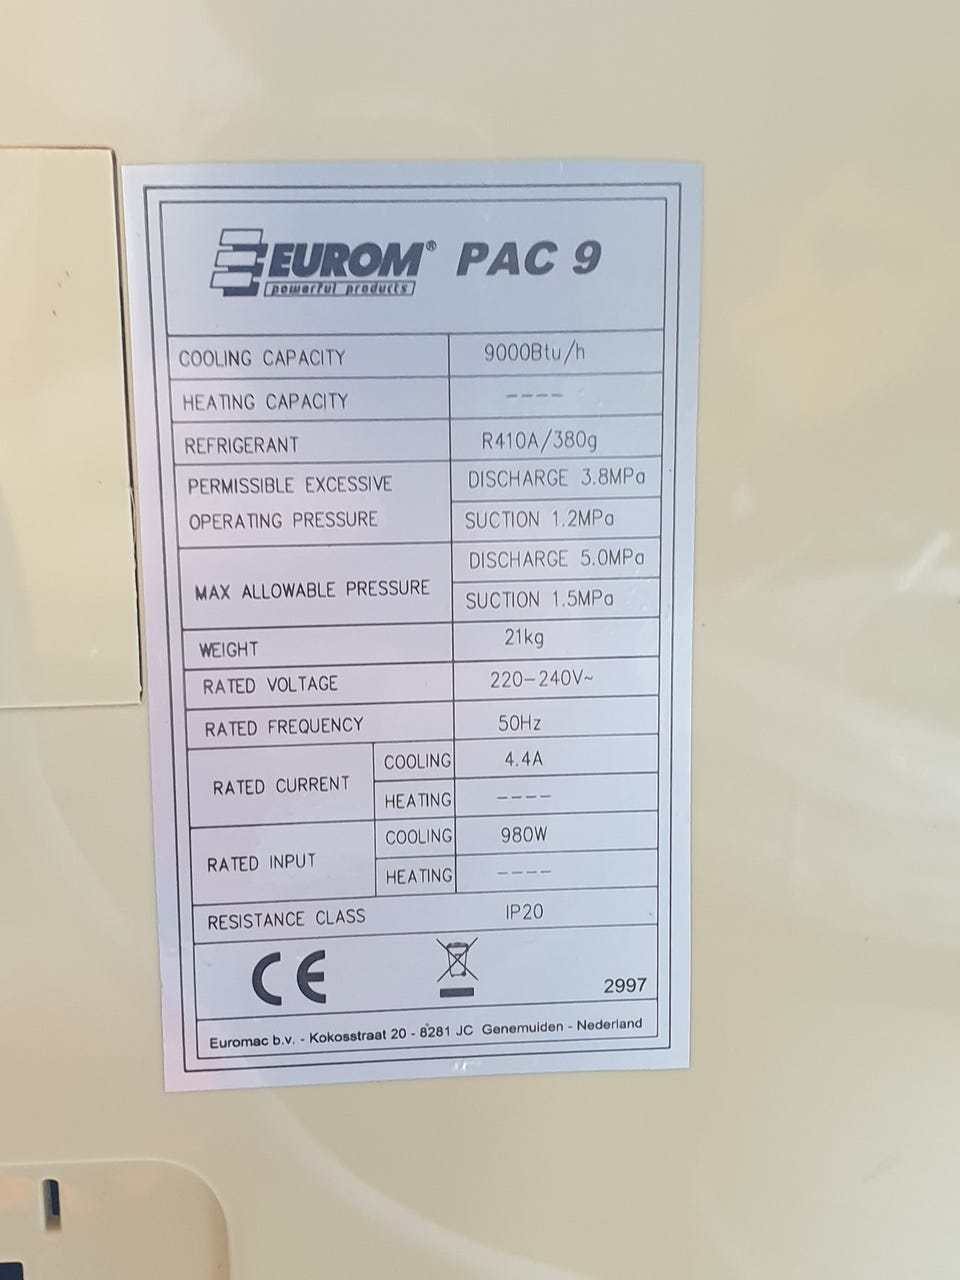 EUROM® PAC 9
powerful products
COOLING CAPACITY 9000Btu/h
HEATING CAPACITY ----
REFRIGERANT R410A/380g
PERMISSIBLE EXCESSIVE OPERATING PRESSURE DISCHARGE 3.8MPa
SUCTION 1.2MPa
MAX ALLOWABLE PRESSURE DISCHARGE 5.0MPa
SUCTION 1.5MPa
WEIGHT 21kg
RATED VOLTAGE 220-240V~
RATED FREQUENCY 50Hz
RATED CURRENT COOLING 4.4A
HEATING ----
RATED INPUT COOLING 980W
HEATING ----
RESISTANCE CLASS IP20
CE 2997
Euromac b.v. - Kokosstraat 20 - 8281 JC Genemuiden - Nederland